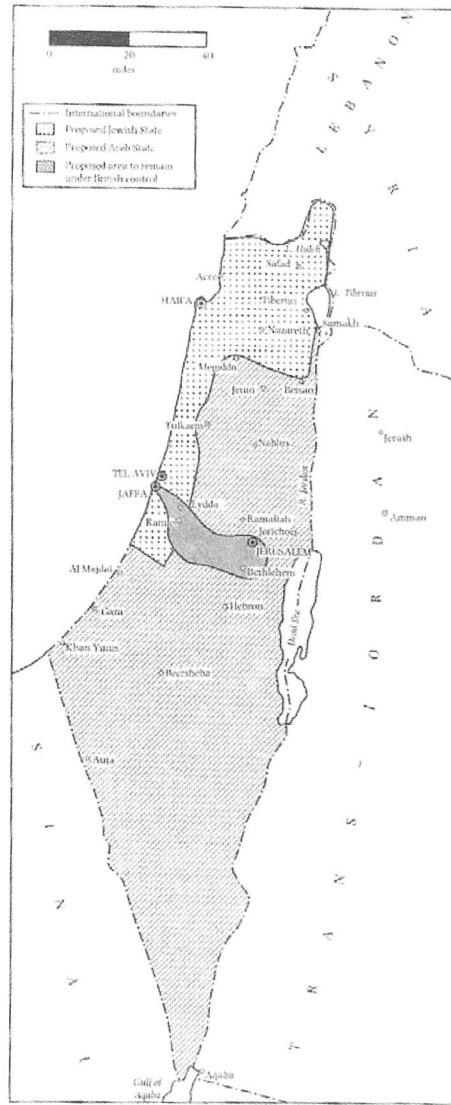 0 20 40
miles
International boundaries
Proposed Jewish State
Proposed Arab State
Proposed area to remain
under British control
LEBANON
SYRIA
L. Huleh
Safad
Acre
HAIFA
Tiberias
L. Tiberias
Samakh
Nazareth
Megiddo
Jenin
Beisan
Tulkarm
Nablus
Jerash
R. Jordan
TEL AVIV
JAFFA
Lydda
Ramallah
Amman
Jericho
JERUSALEM
Al Majdal
Bethlehem
Gaza
Hebron
Dead Sea
Khan Yunis
Beersheba
Auja
SINAI
TRANS-JORDAN
Gulf of
Aqaba
Aqaba